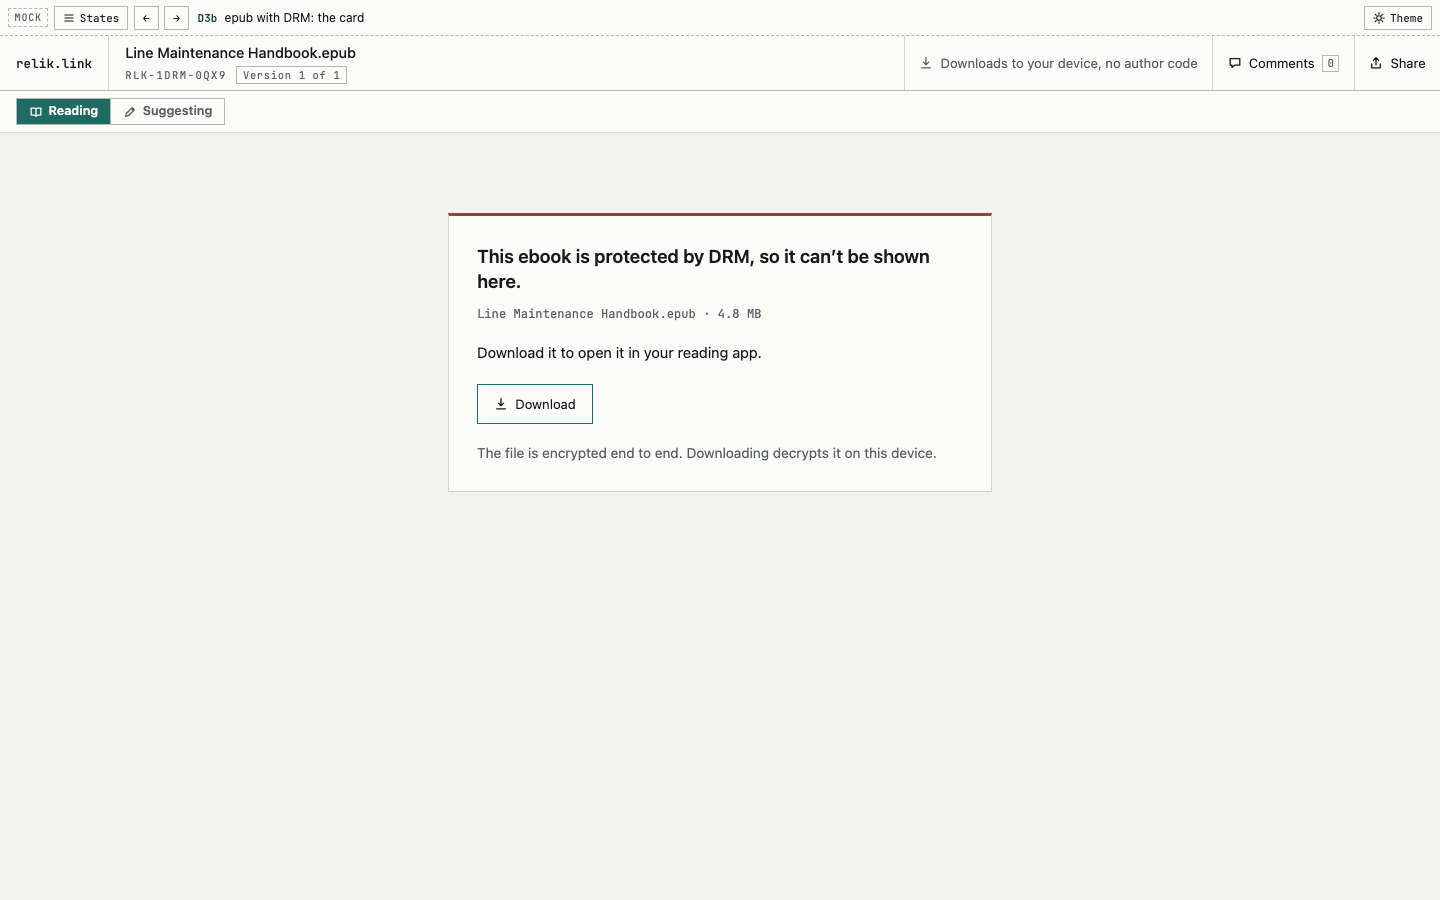 MOCK States ← → D3b epub with DRM: the card Theme
relik.link
Line Maintenance Handbook.epub
RLK-1DRM-0QX9 Version 1 of 1
Downloads to your device, no author code
Comments 0
Share
Reading Suggesting
This ebook is protected by DRM, so it can’t be shown
here.
Line Maintenance Handbook.epub · 4.8 MB
Download it to open it in your reading app.
Download
The file is encrypted end to end. Downloading decrypts it on this device.